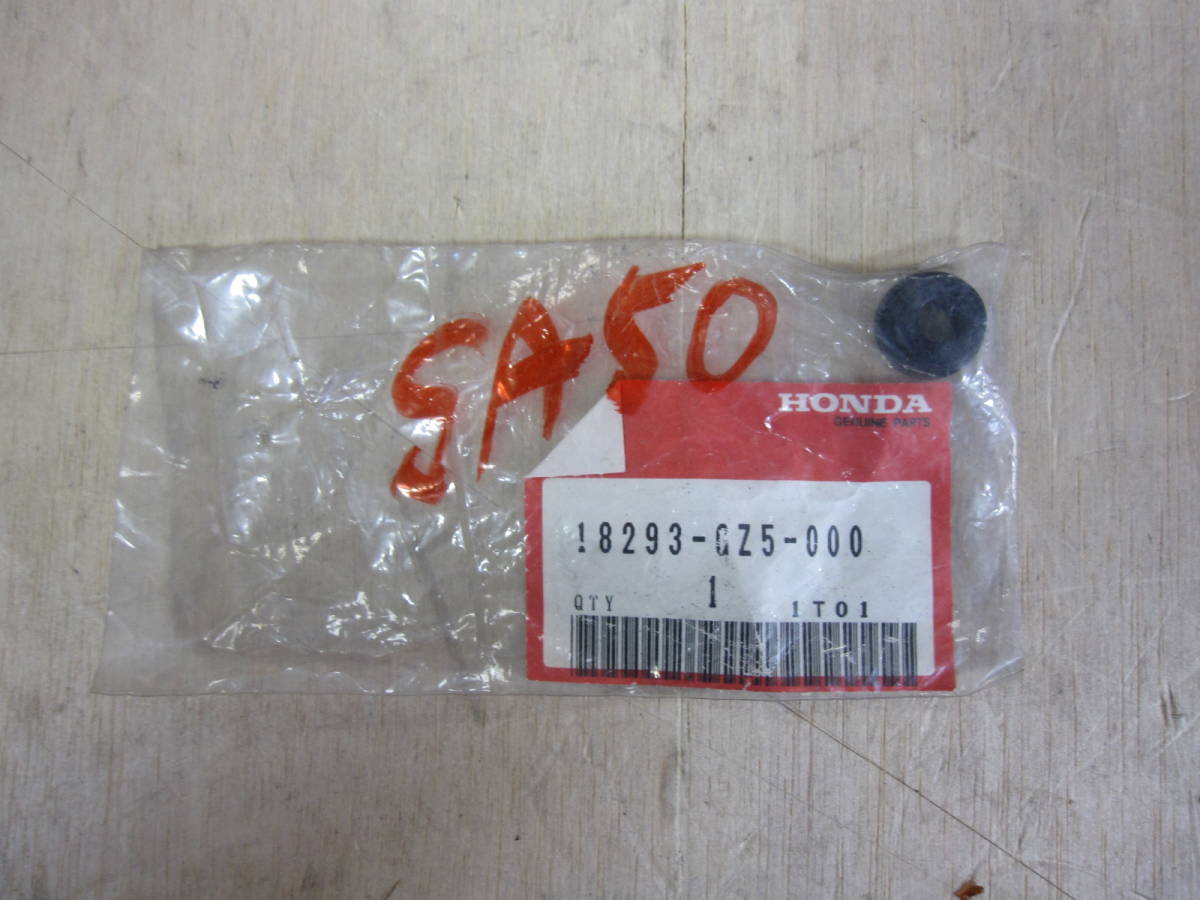 SA50
HONDA
GENUINE PARTS
18293-GZ5-000
QTY 1 1T01